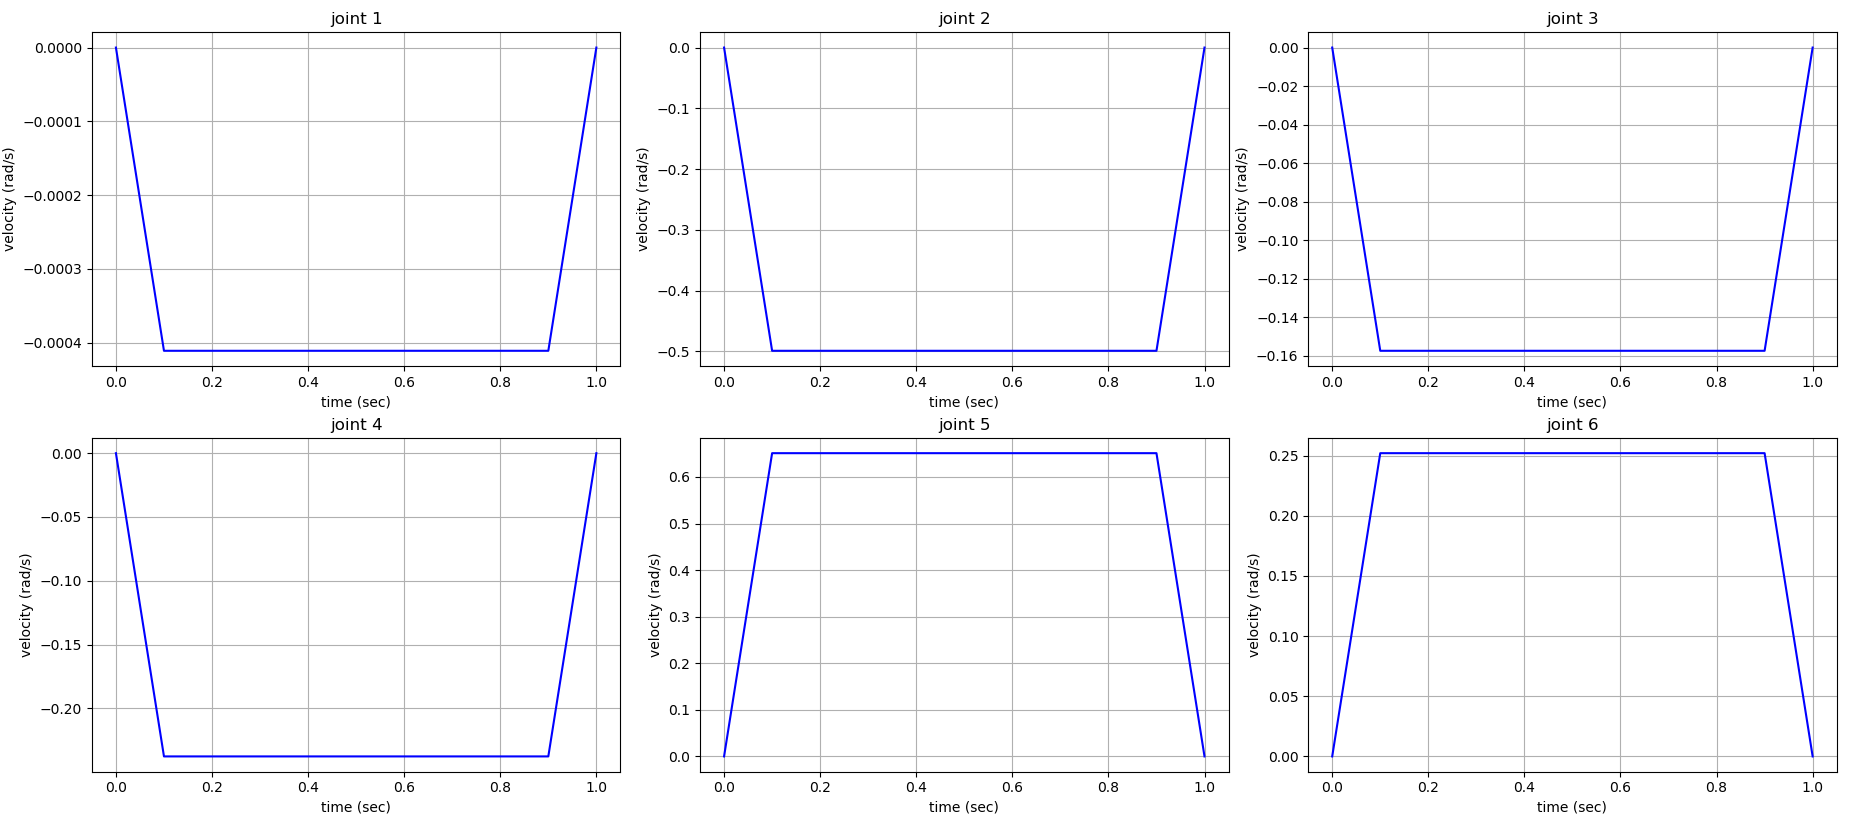 joint 1
0.0000
−0.0001
−0.0002
−0.0003
−0.0004
velocity (rad/s)
0.0 0.2 0.4 0.6 0.8 1.0
time (sec)
joint 2
0.0
−0.1
−0.2
−0.3
−0.4
−0.5
velocity (rad/s)
0.0 0.2 0.4 0.6 0.8 1.0
time (sec)
joint 3
0.00
−0.02
−0.04
−0.06
−0.08
−0.10
−0.12
−0.14
−0.16
velocity (rad/s)
0.0 0.2 0.4 0.6 0.8 1.0
time (sec)
joint 4
0.00
−0.05
−0.10
−0.15
−0.20
velocity (rad/s)
0.0 0.2 0.4 0.6 0.8 1.0
time (sec)
joint 5
0.6
0.5
0.4
0.3
0.2
0.1
0.0
velocity (rad/s)
0.0 0.2 0.4 0.6 0.8 1.0
time (sec)
joint 6
0.25
0.20
0.15
0.10
0.05
0.00
velocity (rad/s)
0.0 0.2 0.4 0.6 0.8 1.0
time (sec)